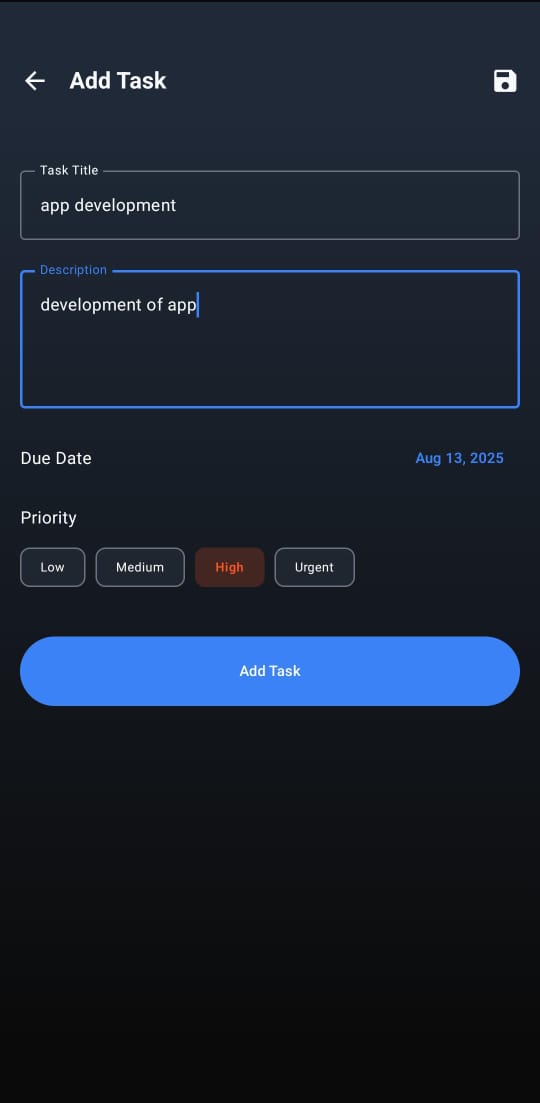 Add Task
Task Title
app development
Description
development of app
Due Date Aug 13, 2025
Priority
Low Medium High Urgent
Add Task